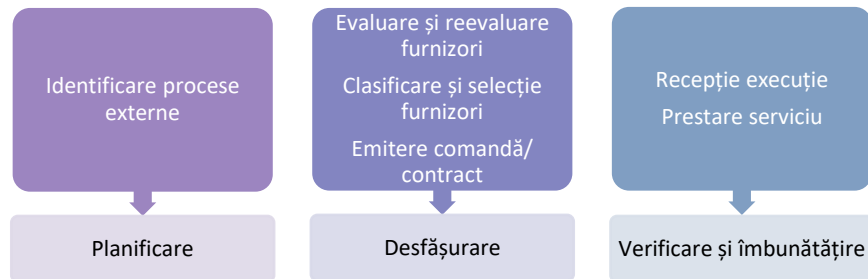 Identificare procese
externe
Planificare
Evaluare și reevaluare
furnizori
Clasificare și selecție
furnizori
Emitere comandă/
contract
Desfășurare
Recepție execuție
Prestare serviciu
Verificare și îmbunătățire